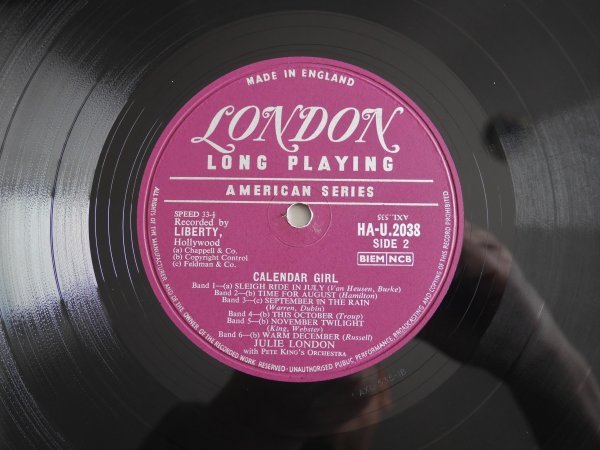 MADE IN ENGLAND
LONDON
LONG PLAYING
AMERICAN SERIES
SPEED 33⅓
Recorded by
LIBERTY,
Hollywood
(a) Chappell & Co.
(b) Copyright Control
(c) Feldman & Co.
AXL.535
HA-U.2038
SIDE 2
BIEM NCB
CALENDAR GIRL
Band 1—(a) SLEIGH RIDE IN JULY (Van Heusen, Burke)
Band 2—(b) TIME FOR AUGUST (Hamilton)
Band 3—(c) SEPTEMBER IN THE RAIN
(Warren, Dubin)
Band 4—(b) THIS OCTOBER (Troup)
Band 5—(b) NOVEMBER TWILIGHT
(King, Webster)
Band 6—(b) WARM DECEMBER (Russell)
JULIE LONDON
with PETE KING'S ORCHESTRA
ALL RIGHTS OF THE MANUFACTURER AND OF THE OWNER OF THE RECORDED WORK RESERVED · UNAUTHORISED PUBLIC PERFORMANCE, BROADCASTING AND COPYING OF THIS RECORD PROHIBITED